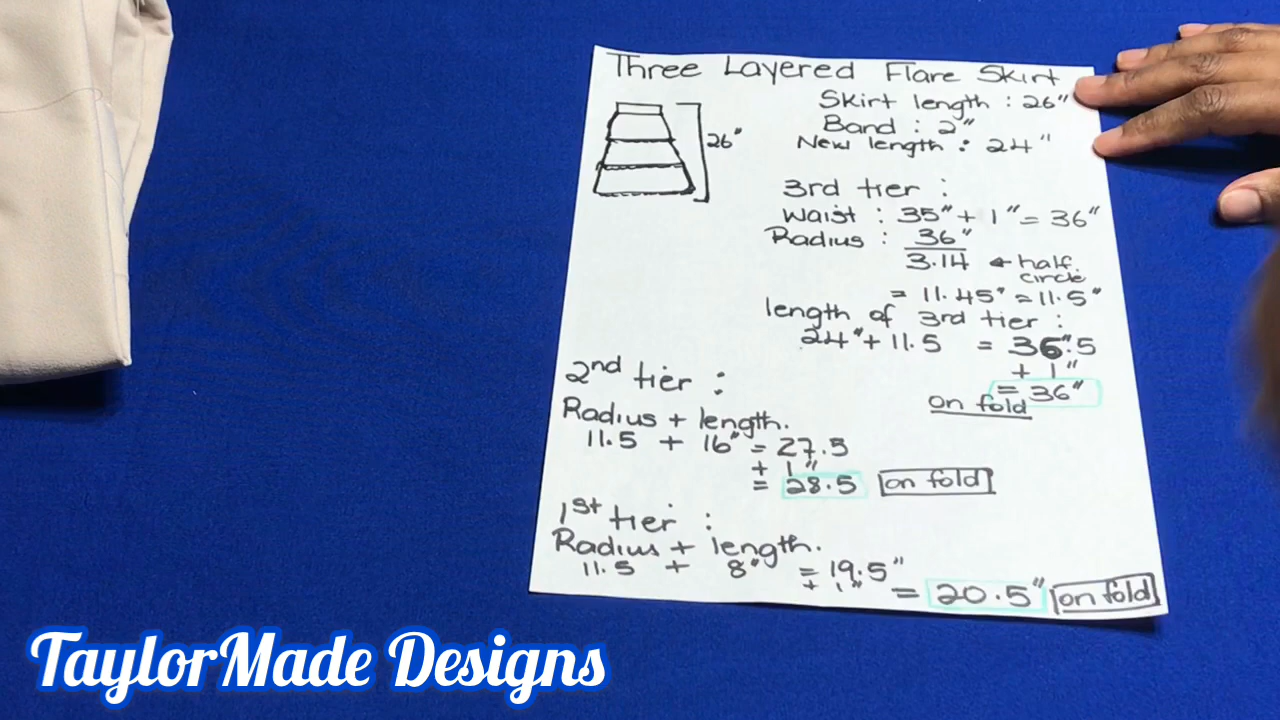 Three Layered Flare Skirt
Skirt length : 26"
Band : 2"
New length : 24"
26"
3rd tier :
Waist : 35" + 1" = 36"
Radius : 36"
3.14 ← half circle
= 11.45" = 11.5"
length of 3rd tier :
24" + 11.5 = 36".5
+ 1"
= 36"
on fold
2nd tier :
Radius + length.
11.5 + 16" = 27.5
+ 1"
= 28.5 on fold
1st tier :
Radius + length.
11.5 + 8" = 19.5"
+ 1" = 20.5" on fold
TaylorMade Designs